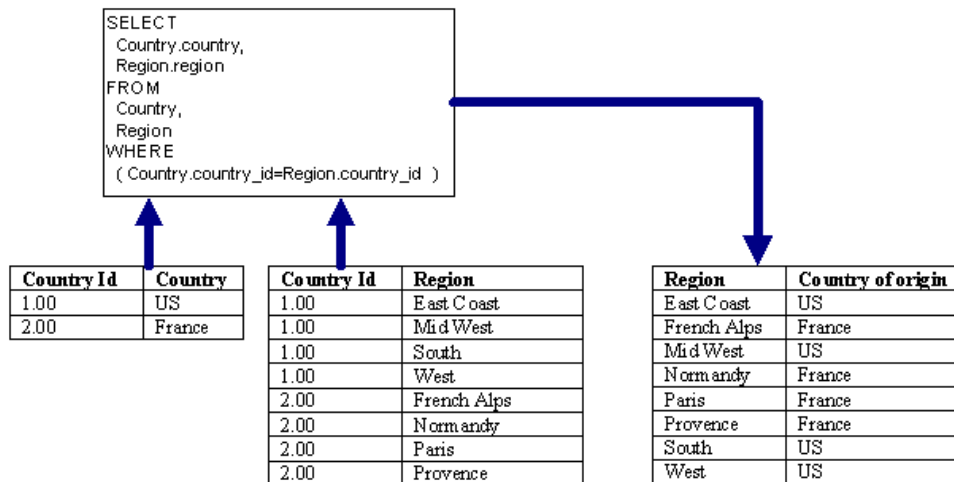 SELECT
Country.country,
Region.region
FROM
Country,
Region
WHERE
( Country.country_id=Region.country_id )
Country Id Country
1.00 US
2.00 France
Country Id Region
1.00 East Coast
1.00 Mid West
1.00 South
1.00 West
2.00 French Alps
2.00 Normandy
2.00 Paris
2.00 Provence
Region Country of origin
East Coast US
French Alps France
Mid West US
Normandy France
Paris France
Provence France
South US
West US